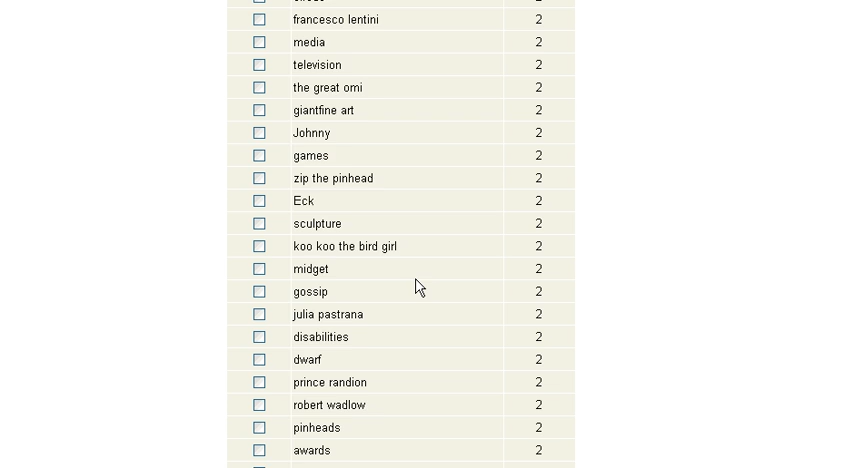 francesco lentini 2
media 2
television 2
the great omi 2
giantfine art 2
Johnny 2
games 2
zip the pinhead 2
Eck 2
sculpture 2
koo koo the bird girl 2
midget 2
gossip 2
julia pastrana 2
disabilities 2
dwarf 2
prince randion 2
robert wadlow 2
pinheads 2
awards 2